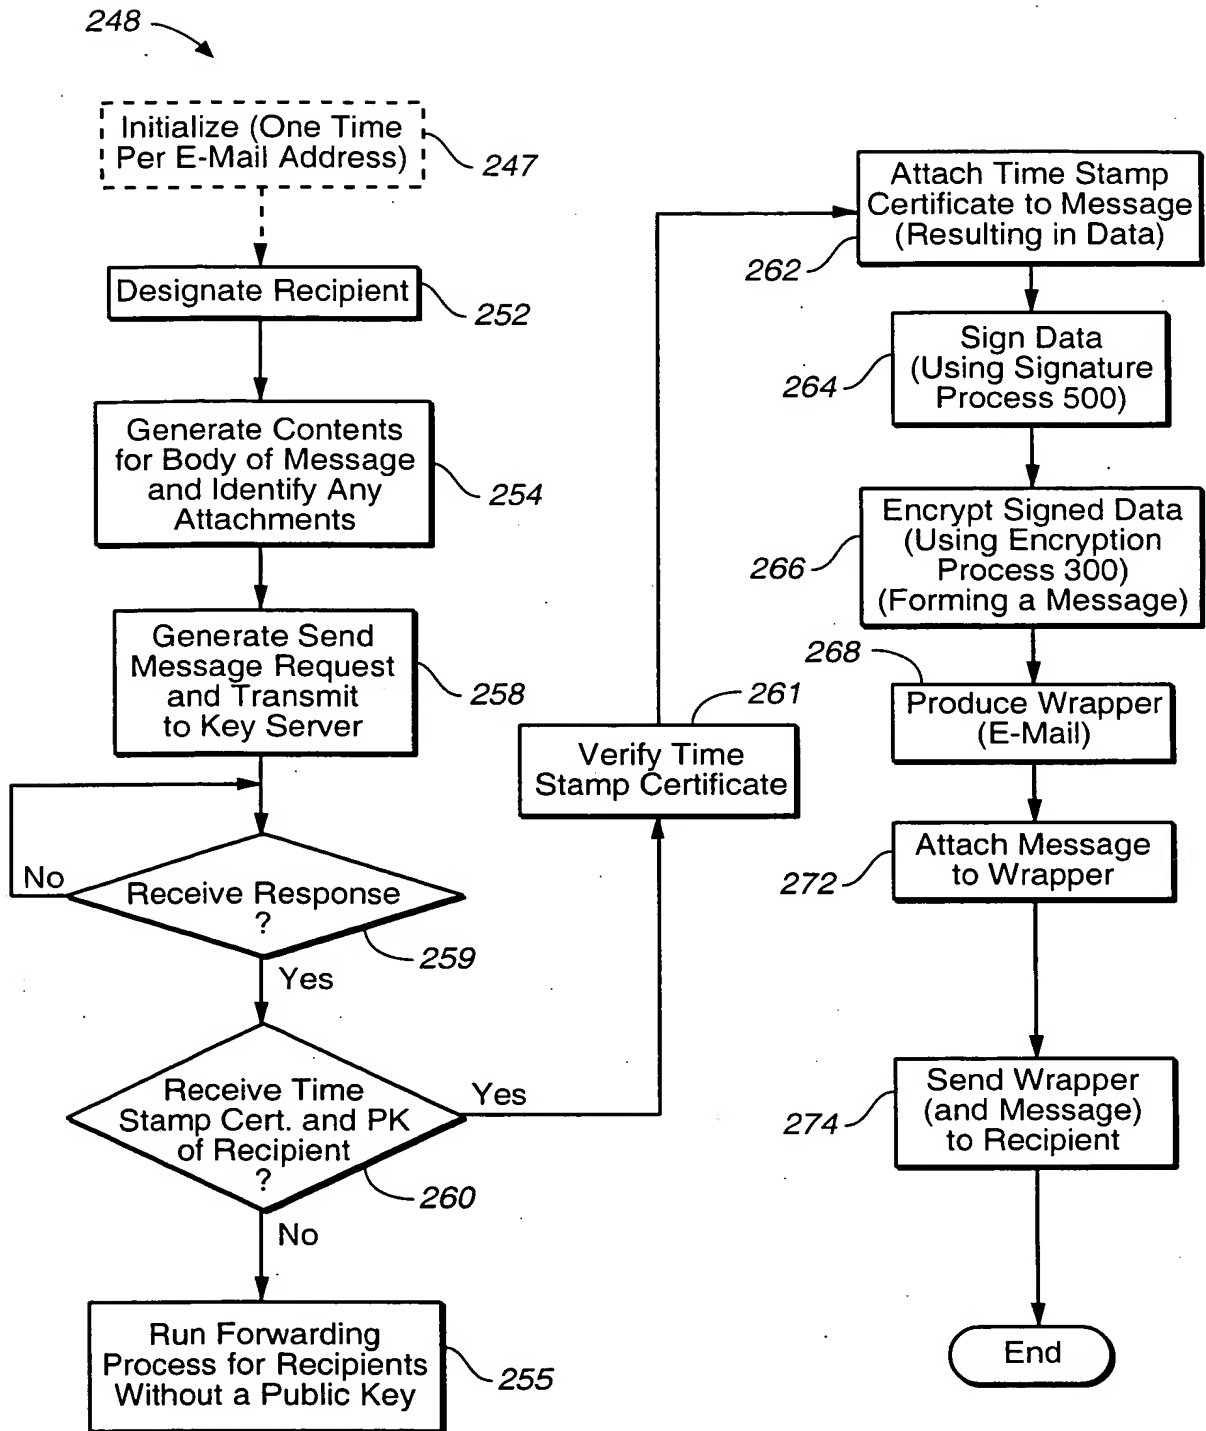 248
Initialize (One Time
Per E-Mail Address)
247
Designate Recipient
252
Generate Contents
for Body of Message
and Identify Any
Attachments
254
Generate Send
Message Request
and Transmit
to Key Server
258
No
Receive Response
?
259
Yes
Receive Time
Stamp Cert. and PK
of Recipient
?
260
Yes
No
Run Forwarding
Process for Recipients
Without a Public Key
255
261
Verify Time
Stamp Certificate
Attach Time Stamp
Certificate to Message
(Resulting in Data)
262
Sign Data
(Using Signature
Process 500)
264
Encrypt Signed Data
(Using Encryption
Process 300)
(Forming a Message)
266
268
Produce Wrapper
(E-Mail)
Attach Message
to Wrapper
272
Send Wrapper
(and Message)
to Recipient
274
End